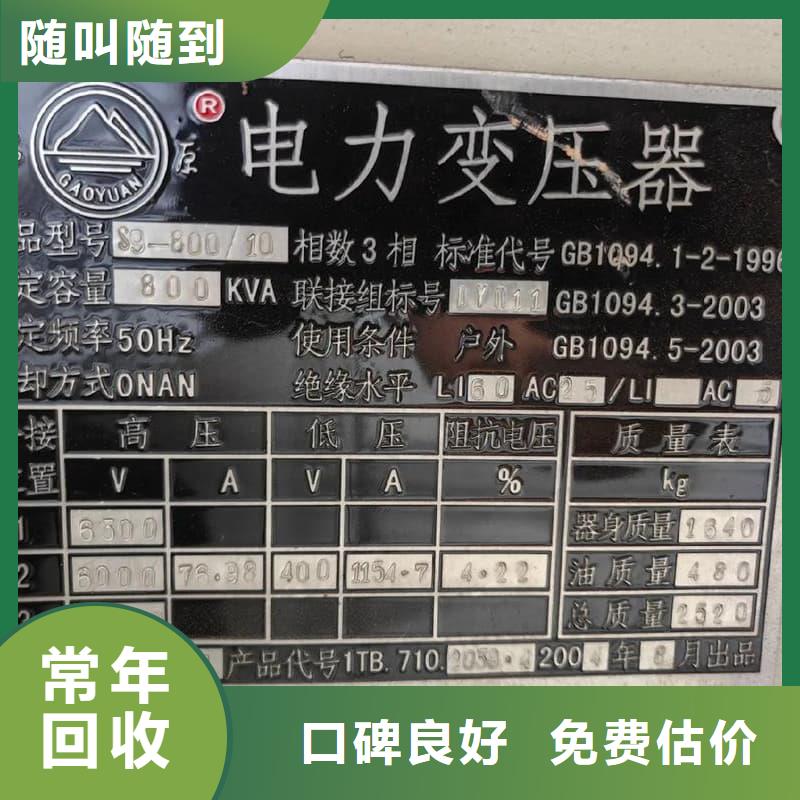 随叫随到
原 ® 电力变压器
GAOYUAN
品型号 S9-800/10 相数 3 相 标准代号 GB1094.1-2-1996
定容量 800 KVA 联接组标号 DYN11 GB1094.3-2003
定频率 50Hz 使用条件 户外 GB1094.5-2003
却方式 ONAN 绝缘水平 LI 60 AC 25 /LI AC 5
接 高压 低压 阻抗电压 质量表
置 V A V A % kg
1 6300 器身质量 1640
2 6000 76.98 400 1154.7 4.22 油质量 480
3 总质量 2520
产品代号 1TB.710. 2004 年 月出品
常年
回收
口碑良好 免费估价